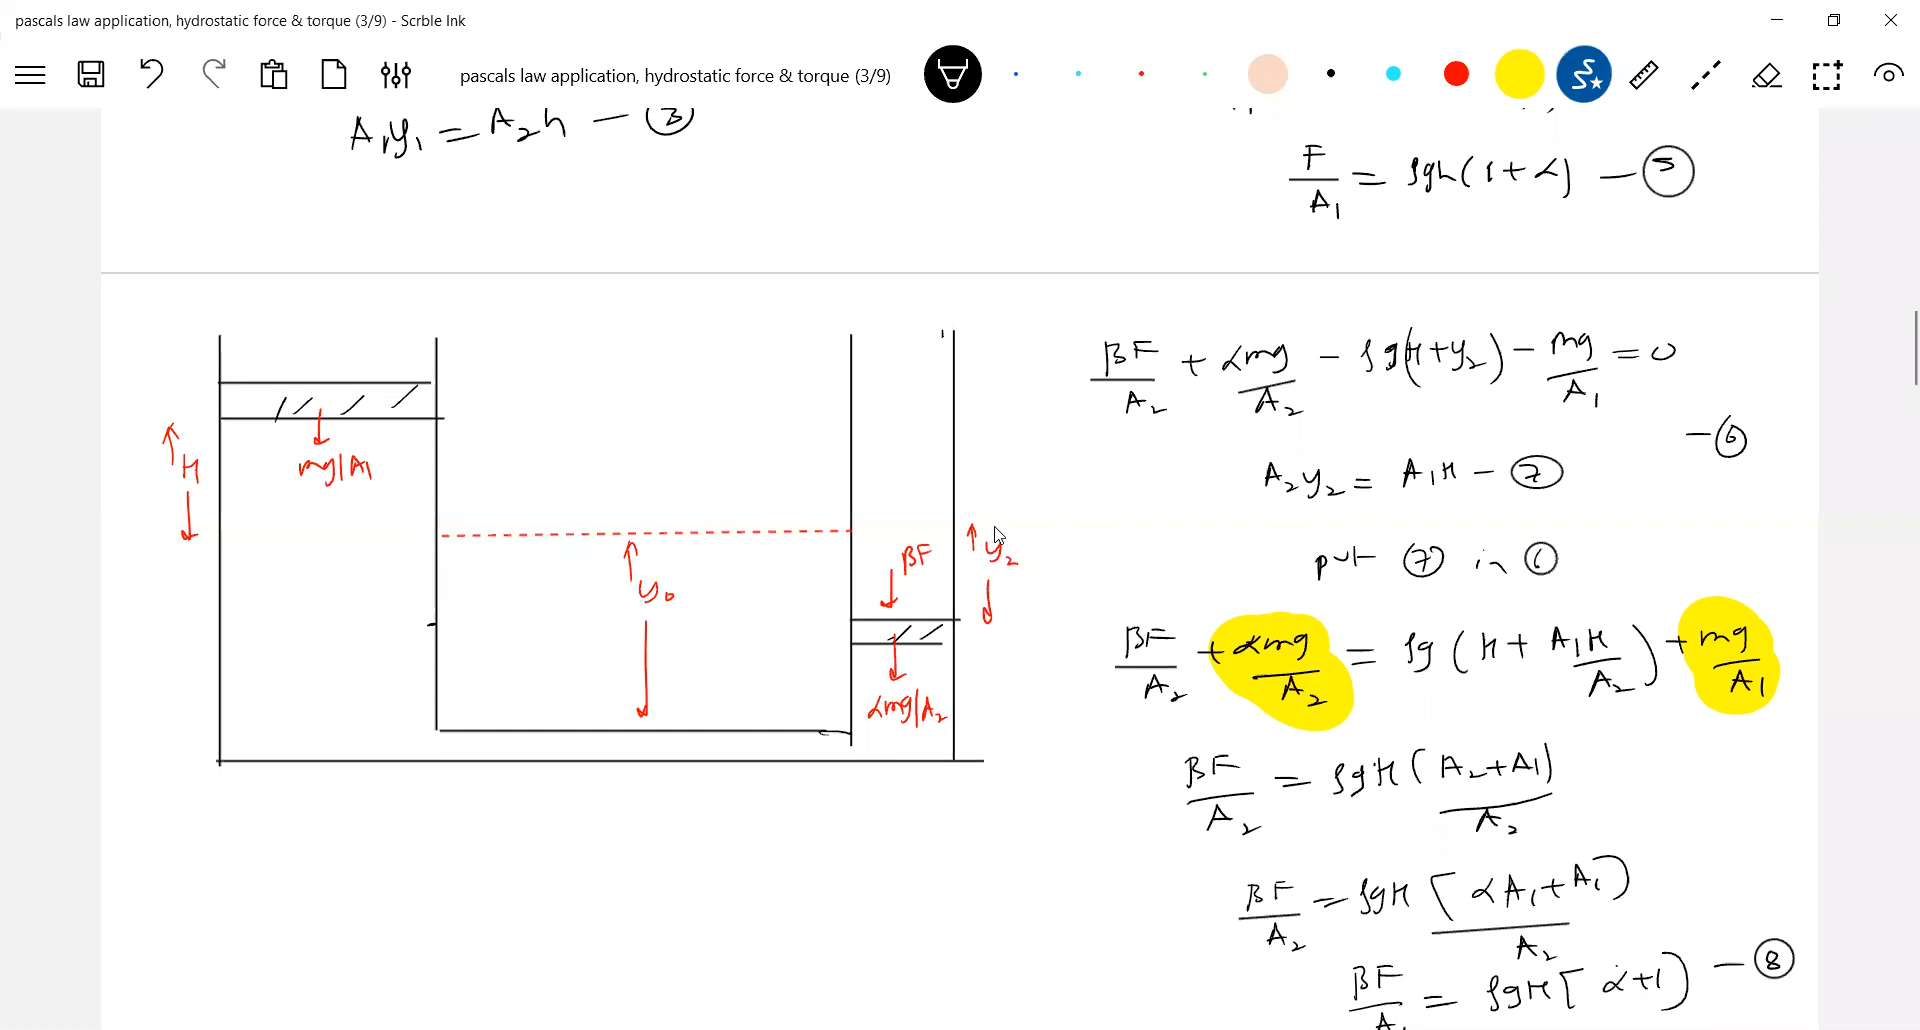 pascals law application, hydrostatic force & torque (3/9) - Scrble Ink
pascals law application, hydrostatic force & torque (3/9)
A₁y₁ = A₂h — ③
F/A₁ = ρgh(1+α) — ⑤
βF/A₂ + αmg/A₂ - ρg(H+y₂) - mg/A₁ = 0
— ⑥
A₂y₂ = A₁H — ⑦
put ⑦ in ⑥
βF/A₂ + αmg/A₂ = ρg(H + A₁H/A₂) + mg/A₁
βF/A₂ = ρgH(A₂+A₁)/A₂
βF/A₂ = ρgH[αA₁+A₁)/A₂
βF/A₁ = ρgH[α+1) — ⑧
H
mg/A₁
y₀
βF
y₂
αmg/A₂